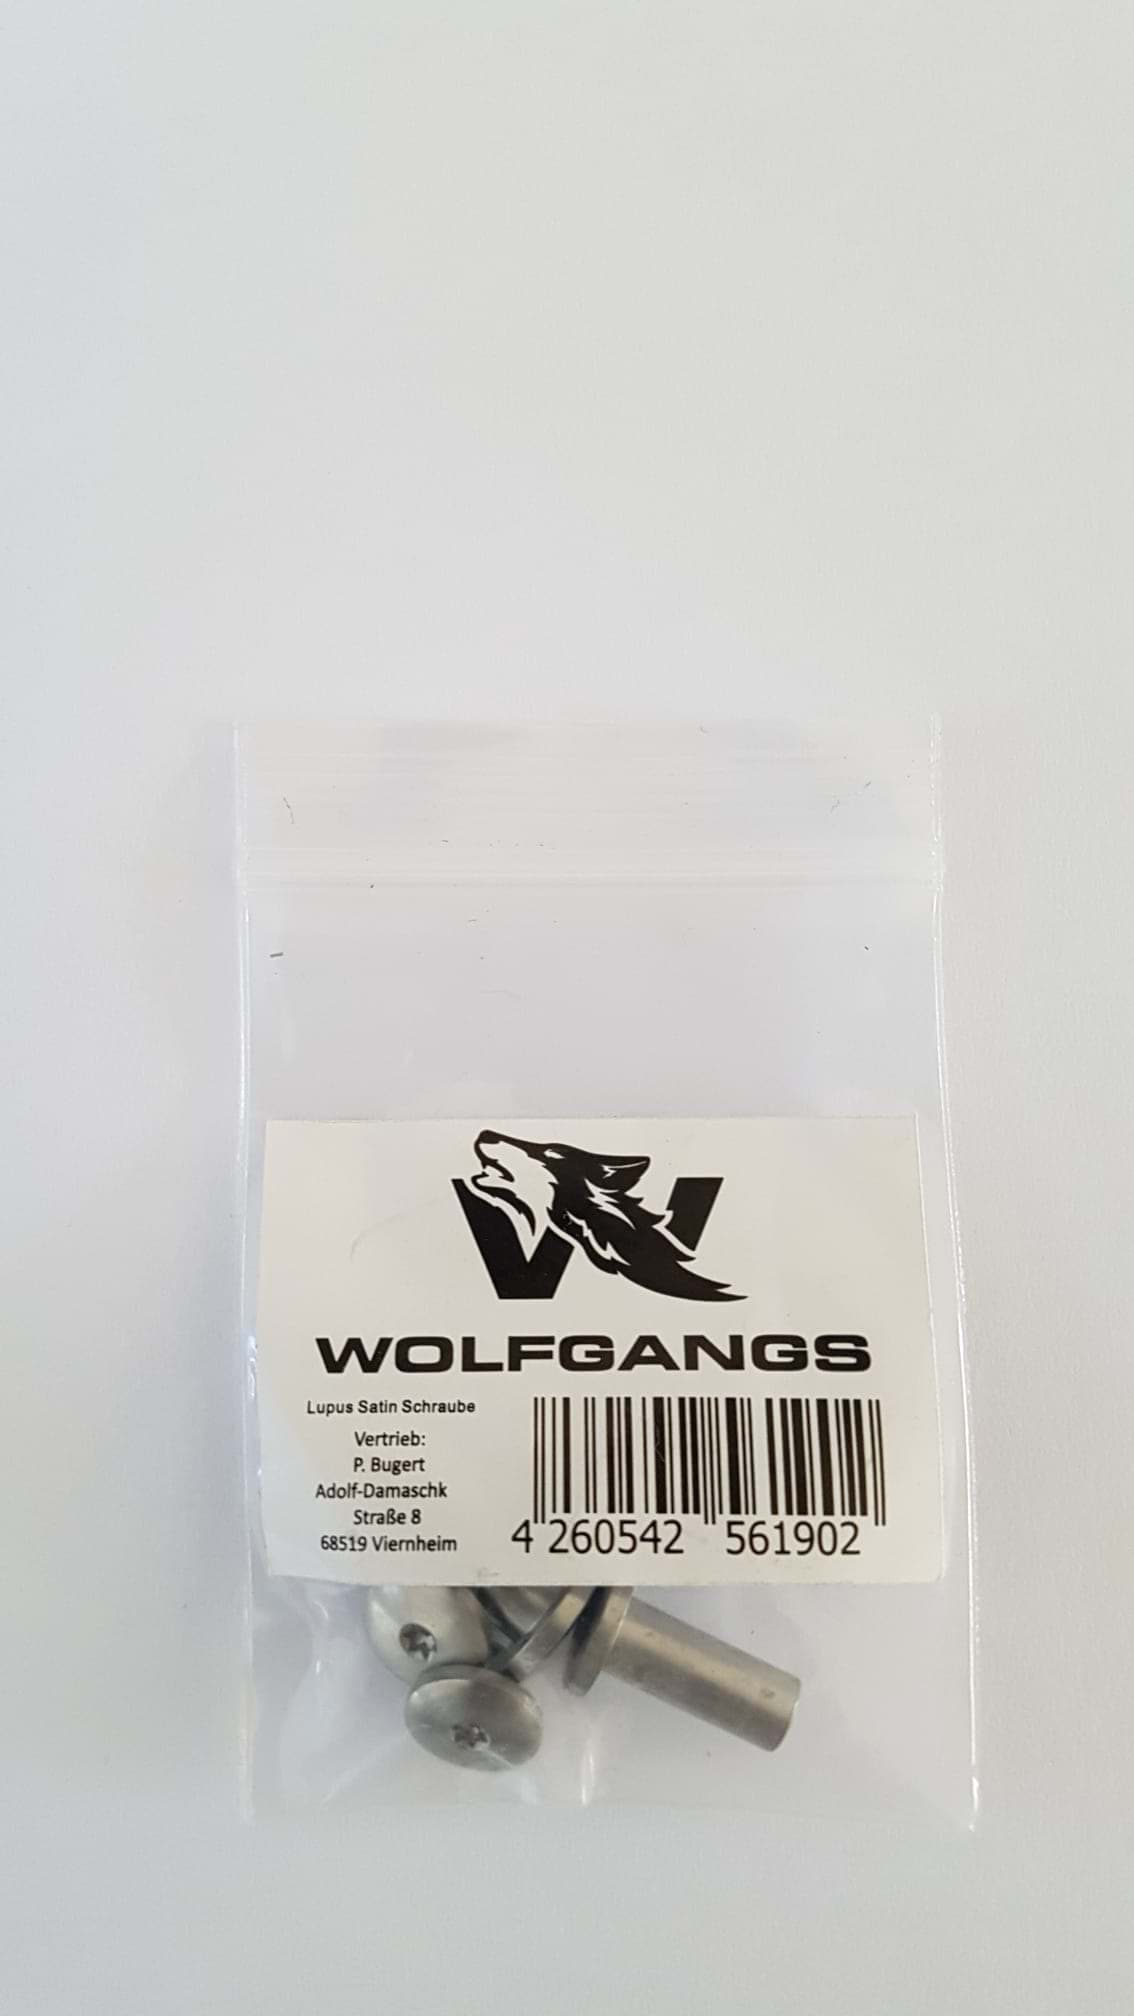 WOLFGANGS
Lupus Satin Schraube
Vertrieb:
P. Bugert
Adolf-Damaschk
Straße 8
68519 Viernheim
4 260542 561902